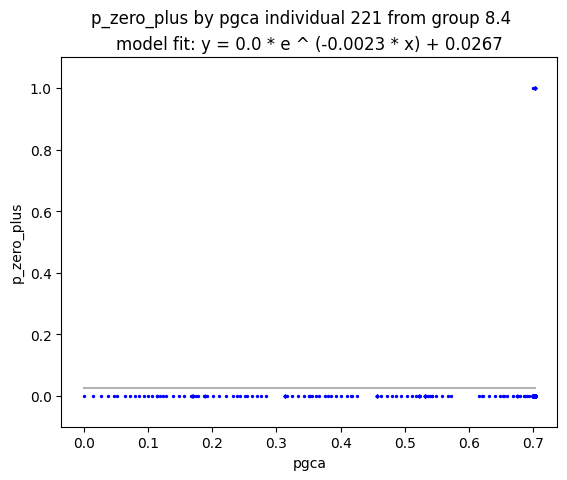 p_zero_plus by pgca individual 221 from group 8.4
model fit: y = 0.0 * e ^ (-0.0023 * x) + 0.0267
p_zero_plus
1.0
0.8
0.6
0.4
0.2
0.0
0.0 0.1 0.2 0.3 0.4 0.5 0.6 0.7
pgca